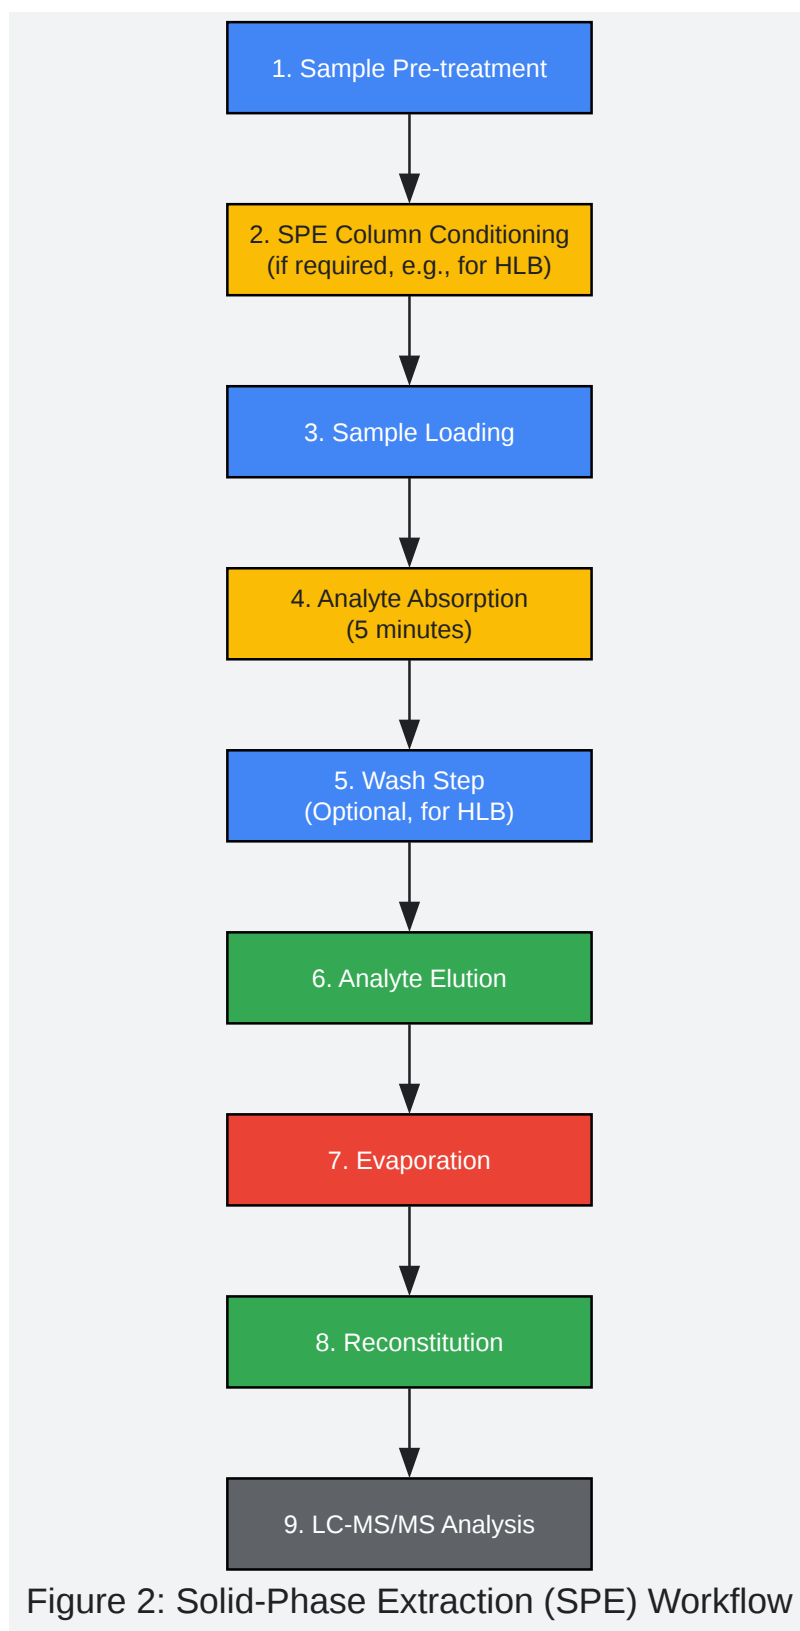 1. Sample Pre-treatment
2. SPE Column Conditioning
(if required, e.g., for HLB)
3. Sample Loading
4. Analyte Absorption
(5 minutes)
5. Wash Step
(Optional, for HLB)
6. Analyte Elution
7. Evaporation
8. Reconstitution
9. LC-MS/MS Analysis
Figure 2: Solid-Phase Extraction (SPE) Workflow